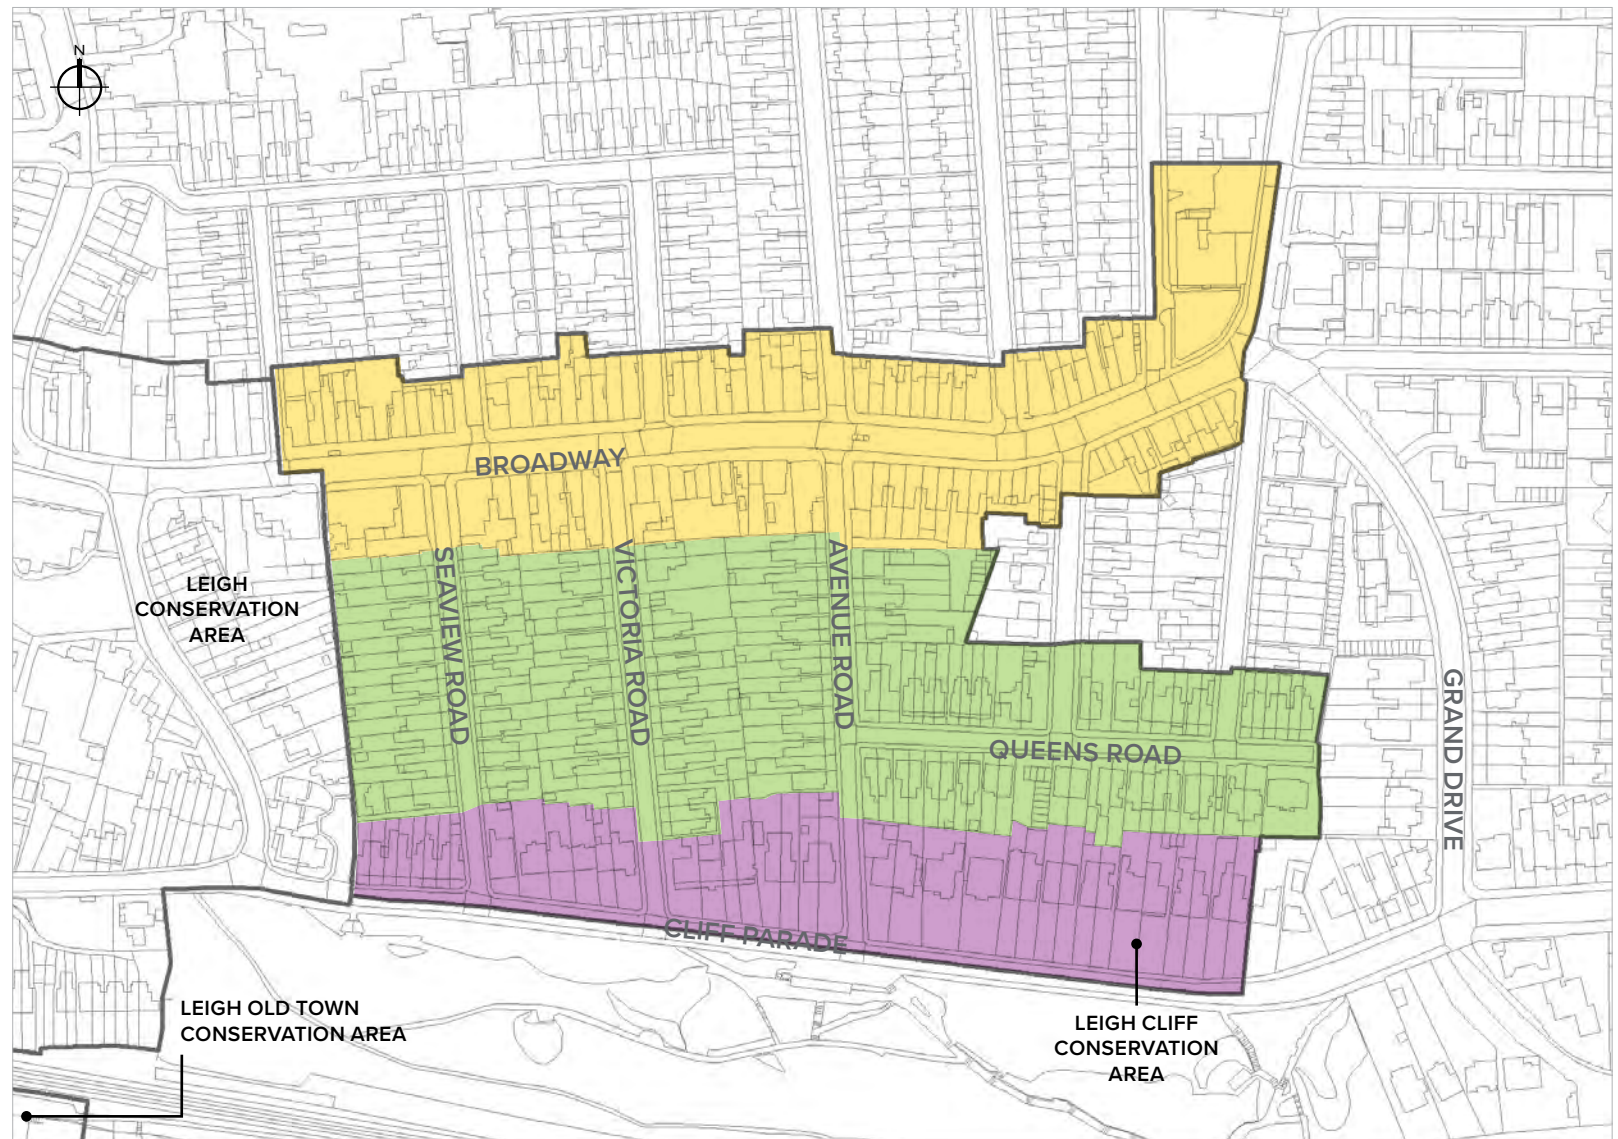 N
BROADWAY
SEAVIEW ROAD
VICTORIA ROAD
AVENUE ROAD
LEIGH
CONSERVATION
AREA
QUEENS ROAD
GRAND DRIVE
CLIFF PARADE
LEIGH OLD TOWN
CONSERVATION AREA
LEIGH CLIFF
CONSERVATION
AREA